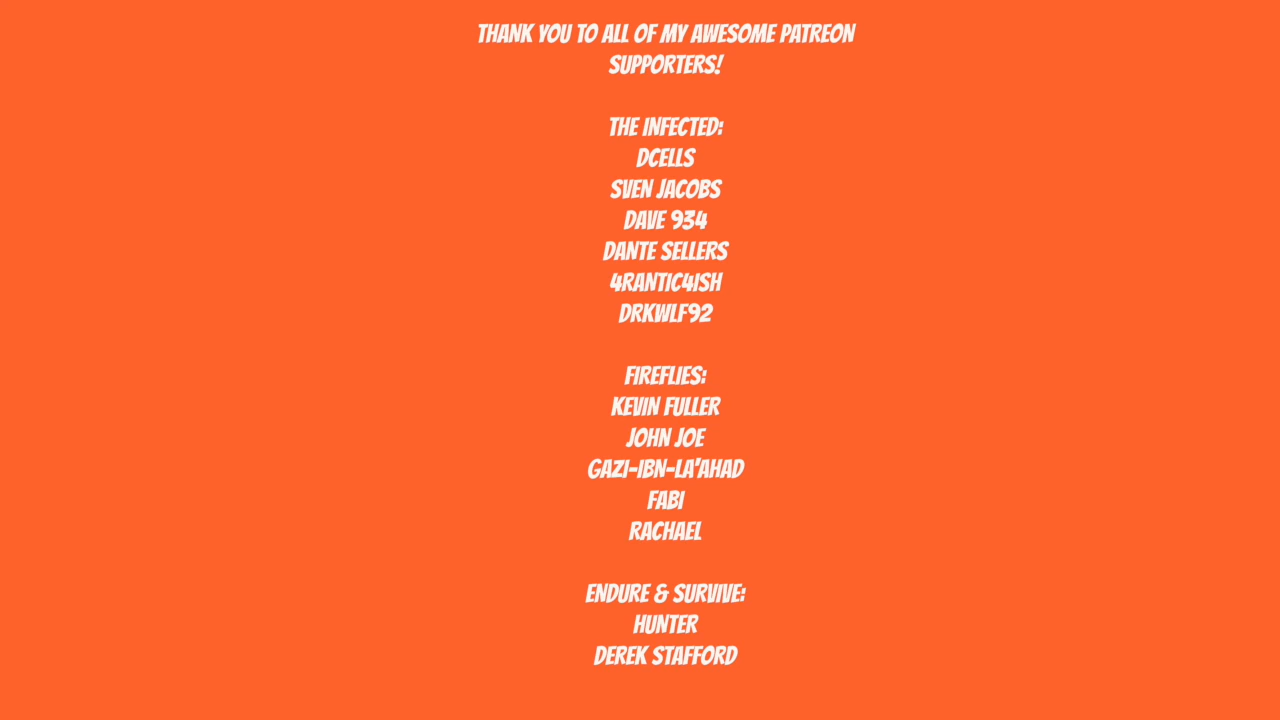 THANK YOU TO ALL OF MY AWESOME PATREON
SUPPORTERS!
THE INFECTED:
DCELLS
SVEN JACOBS
DAVE 934
DANTE SELLERS
4RANTIC4ISH
DRKWLF92
FIREFLIES:
KEVIN FULLER
JOHN JOE
GAZI-IBN-LA'AHAD
FABI
RACHAEL
ENDURE & SURVIVE:
HUNTER
DEREK STAFFORD